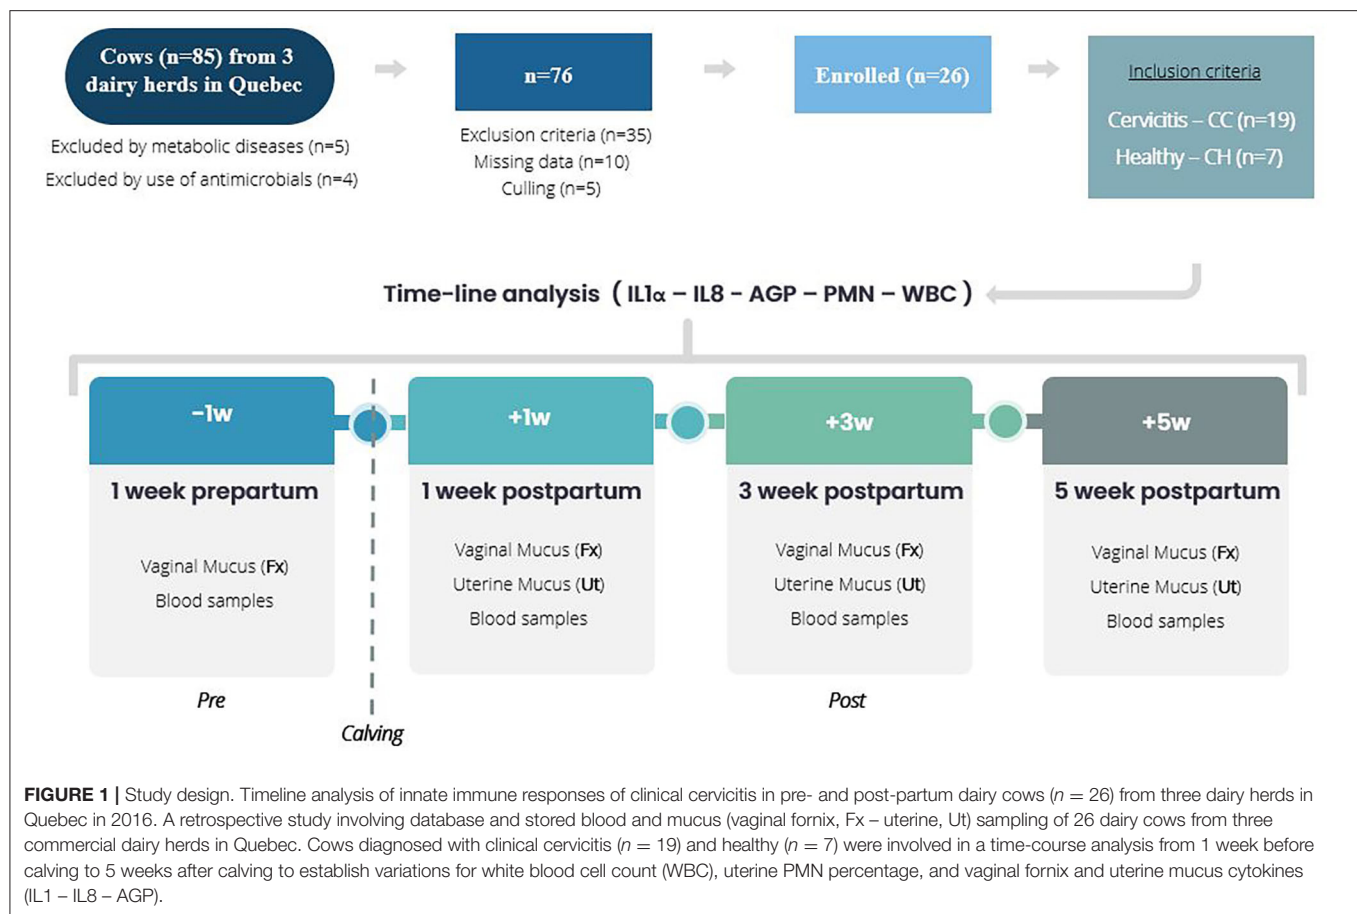 Cows (n=85) from 3
dairy herds in Quebec
Excluded by metabolic diseases (n=5)
Excluded by use of antimicrobials (n=4)
n=76
Exclusion criteria (n=35)
Missing data (n=10)
Culling (n=5)
Enrolled (n=26)
Inclusion criteria
Cervicitis – CC (n=19)
Healthy – CH (n=7)
Time-line analysis ( IL1α – IL8 - AGP – PMN – WBC )
−1w
1 week prepartum
Vaginal Mucus (Fx)
Blood samples
+1w
1 week postpartum
Vaginal Mucus (Fx)
Uterine Mucus (Ut)
Blood samples
+3w
3 week postpartum
Vaginal Mucus (Fx)
Uterine Mucus (Ut)
Blood samples
+5w
5 week postpartum
Vaginal Mucus (Fx)
Uterine Mucus (Ut)
Blood samples
Pre
Calving
Post
FIGURE 1 | Study design. Timeline analysis of innate immune responses of clinical cervicitis in pre- and post-partum dairy cows (n = 26) from three dairy herds in
Quebec in 2016. A retrospective study involving database and stored blood and mucus (vaginal fornix, Fx – uterine, Ut) sampling of 26 dairy cows from three
commercial dairy herds in Quebec. Cows diagnosed with clinical cervicitis (n = 19) and healthy (n = 7) were involved in a time-course analysis from 1 week before
calving to 5 weeks after calving to establish variations for white blood cell count (WBC), uterine PMN percentage, and vaginal fornix and uterine mucus cytokines
(IL1 – IL8 – AGP).